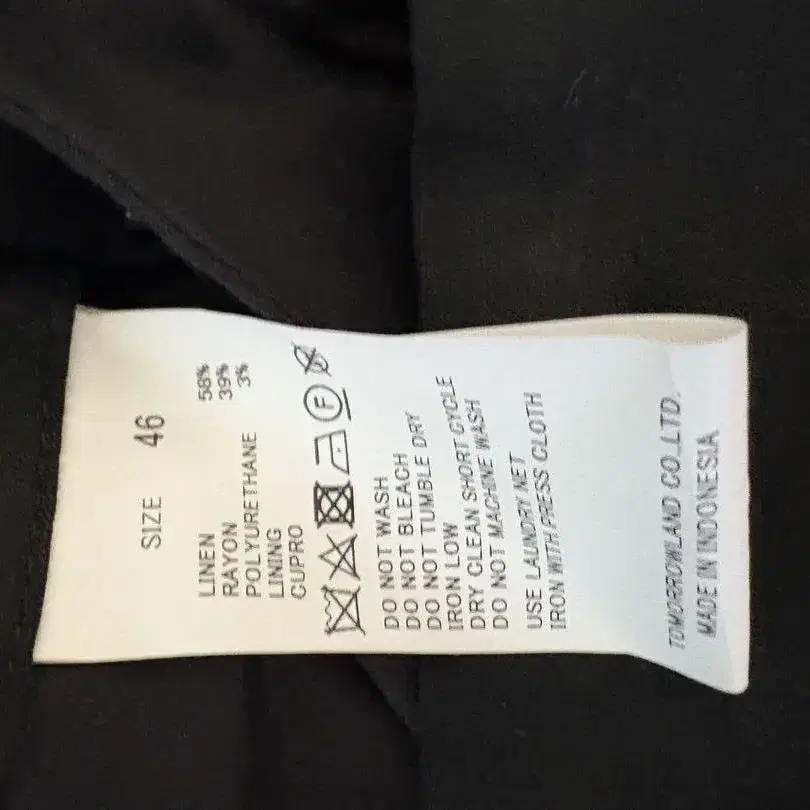 SIZE 46
LINEN 58%
RAYON 39%
POLYURETHANE 3%
LINING
CUPRO
F
DO NOT WASH
DO NOT BLEACH
DO NOT TUMBLE DRY
IRON LOW
DRY CLEAN SHORT CYCLE
DO NOT MACHINE WASH
USE LAUNDRY NET
IRON WITH PRESS CLOTH
TOMORROWLAND CO.,LTD.
MADE IN INDONESIA